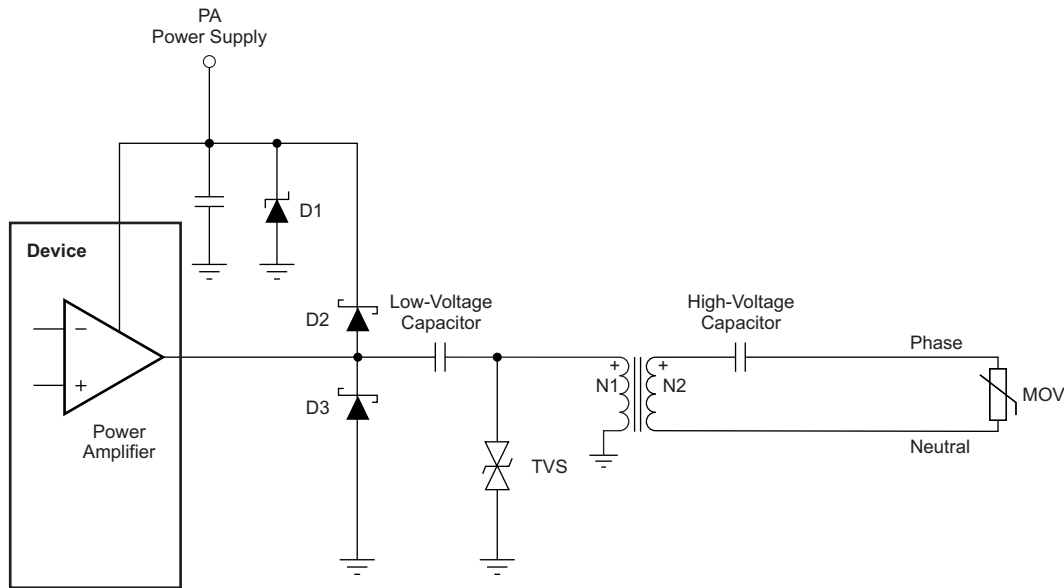 PA
Power Supply
D1
Device
−
+
Power
Amplifier
D2
D3
Low-Voltage
Capacitor
TVS
+
N1
+
N2
High-Voltage
Capacitor
Phase
MOV
Neutral